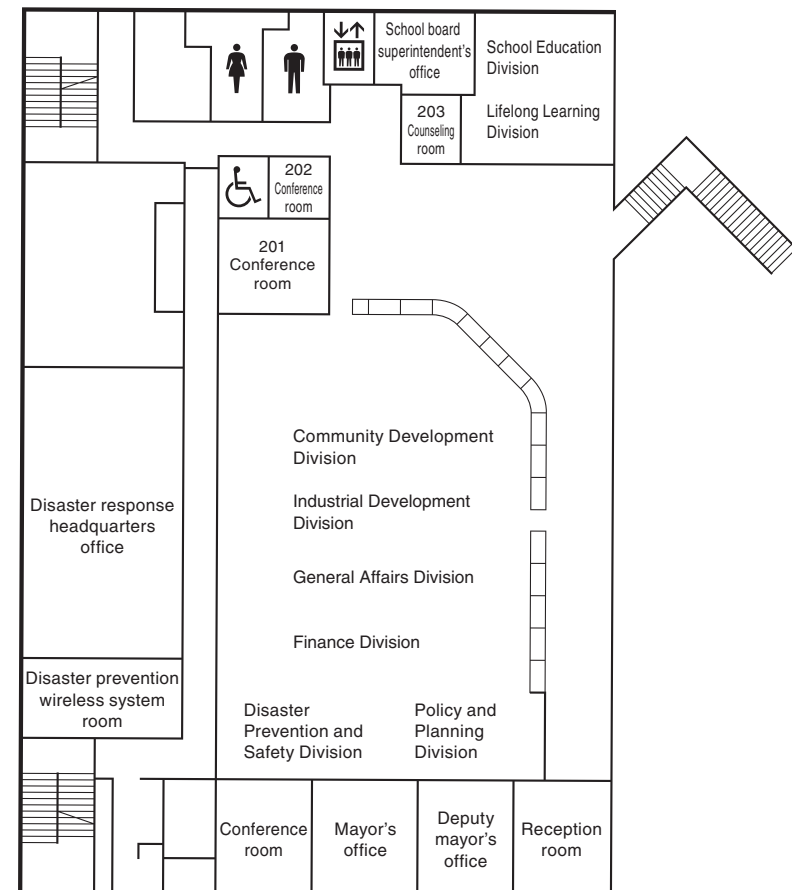 School board
superintendent's
office
School Education
Division
Lifelong Learning
Division
203
Counseling
room
202
Conference
room
201
Conference
room
Community Development
Division
Industrial Development
Division
General Affairs Division
Finance Division
Disaster response
headquarters
office
Disaster prevention
wireless system
room
Disaster
Prevention and
Safety Division
Policy and
Planning
Division
Conference
room
Mayor's
office
Deputy
mayor's
office
Reception
room